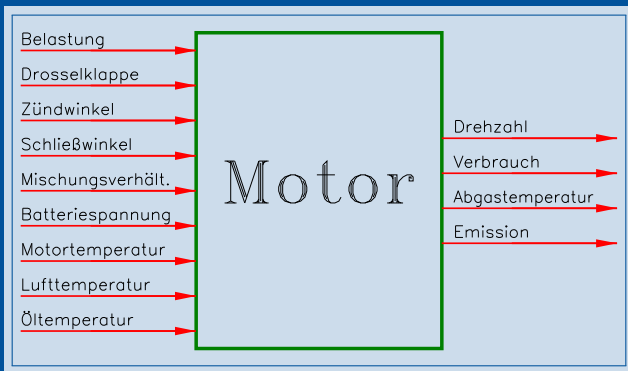 Belastung
Drosselklappe
Zündwinkel
Schließwinkel
Mischungsverhält.
Batteriespannung
Motortemperatur
Lufttemperatur
Öltemperatur
Motor
Drehzahl
Verbrauch
Abgastemperatur
Emission